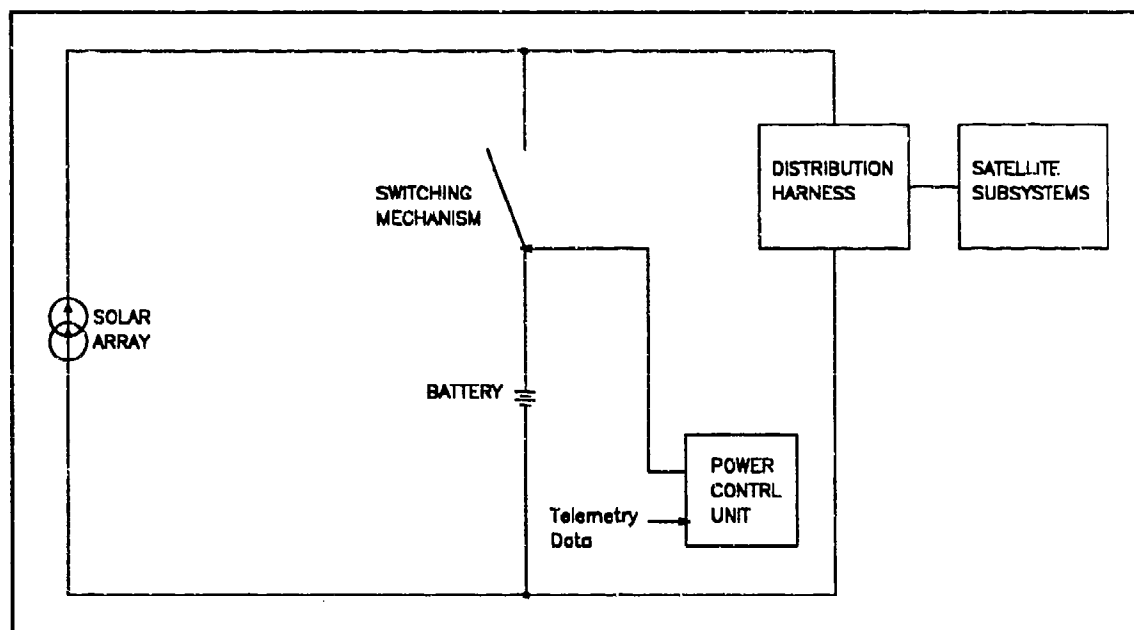 DISTRIBUTION
HARNESS
SATELLITE
SUBSYSTEMS
SWITCHING
MECHANISM
SOLAR
ARRAY
BATTERY
POWER
CONTRL
UNIT
Telemetry
Data